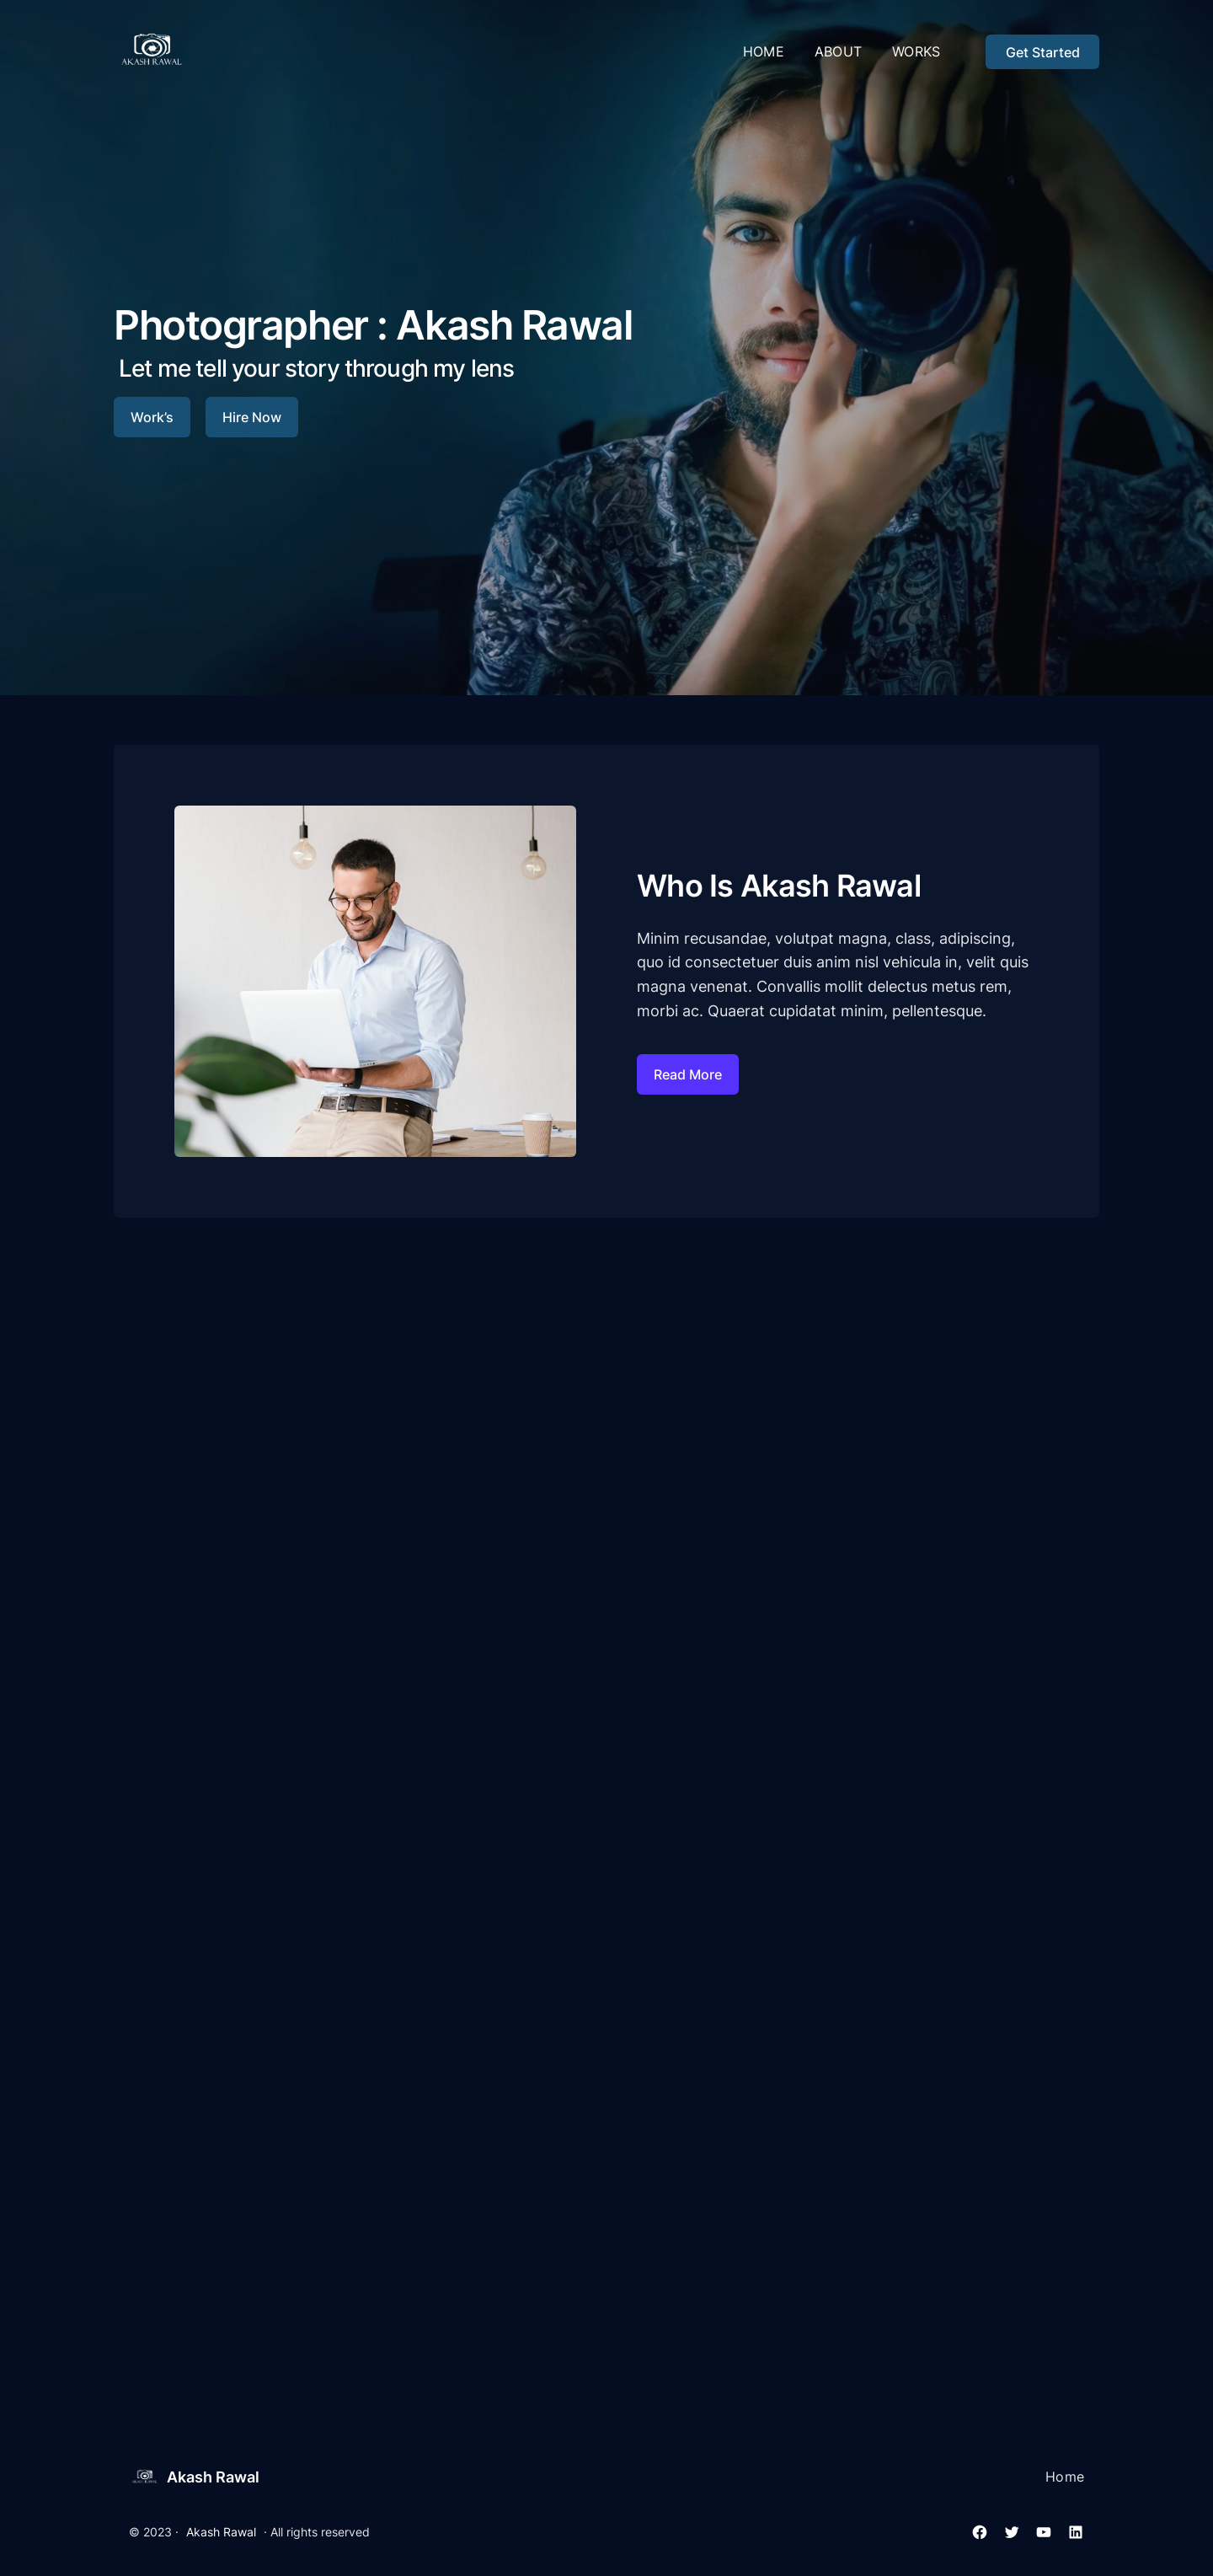 AKASH RAWAL
HOME
ABOUT
WORKS
Get Started
Photographer : Akash Rawal
Let me tell your story through my lens
Work’s
Hire Now
Who Is Akash Rawal
Minim recusandae, volutpat magna, class, adipiscing,
quo id consectetuer duis anim nisl vehicula in, velit quis
magna venenat. Convallis mollit delectus metus rem,
morbi ac. Quaerat cupidatat minim, pellentesque.
Read More
Akash Rawal
Home
© 2023 · Akash Rawal · All rights reserved